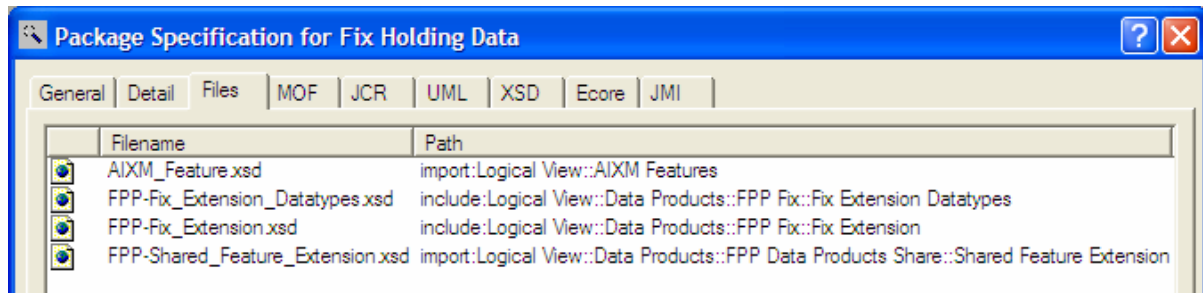 Package Specification for Fix Holding Data ?
General Detail Files MOF JCR UML XSD Ecore JMI
Filename Path
AIXM_Feature.xsd import:Logical View::AIXM Features
FPP-Fix_Extension_Datatypes.xsd include:Logical View::Data Products::FPP Fix::Fix Extension Datatypes
FPP-Fix_Extension.xsd include:Logical View::Data Products::FPP Fix::Fix Extension
FPP-Shared_Feature_Extension.xsd import:Logical View::Data Products::FPP Data Products Share::Shared Feature Extension